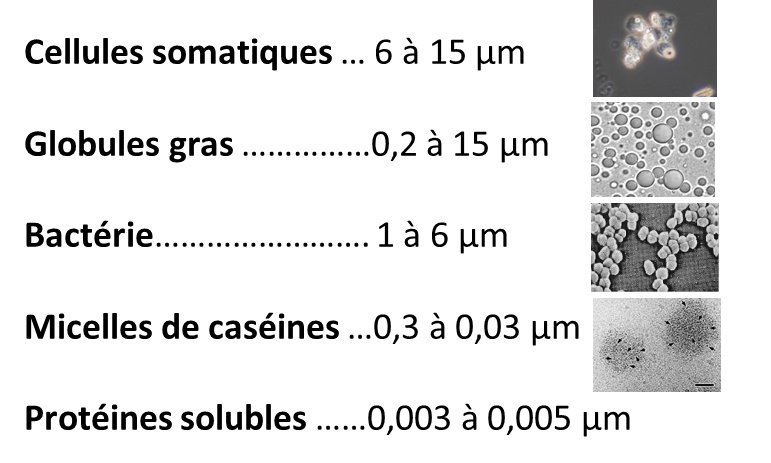 Cellules somatiques ... 6 à 15 µm
Globules gras ...............0,2 à 15 µm
Bactérie......................... 1 à 6 µm
Micelles de caséines ...0,3 à 0,03 µm
Protéines solubles ......0,003 à 0,005 µm